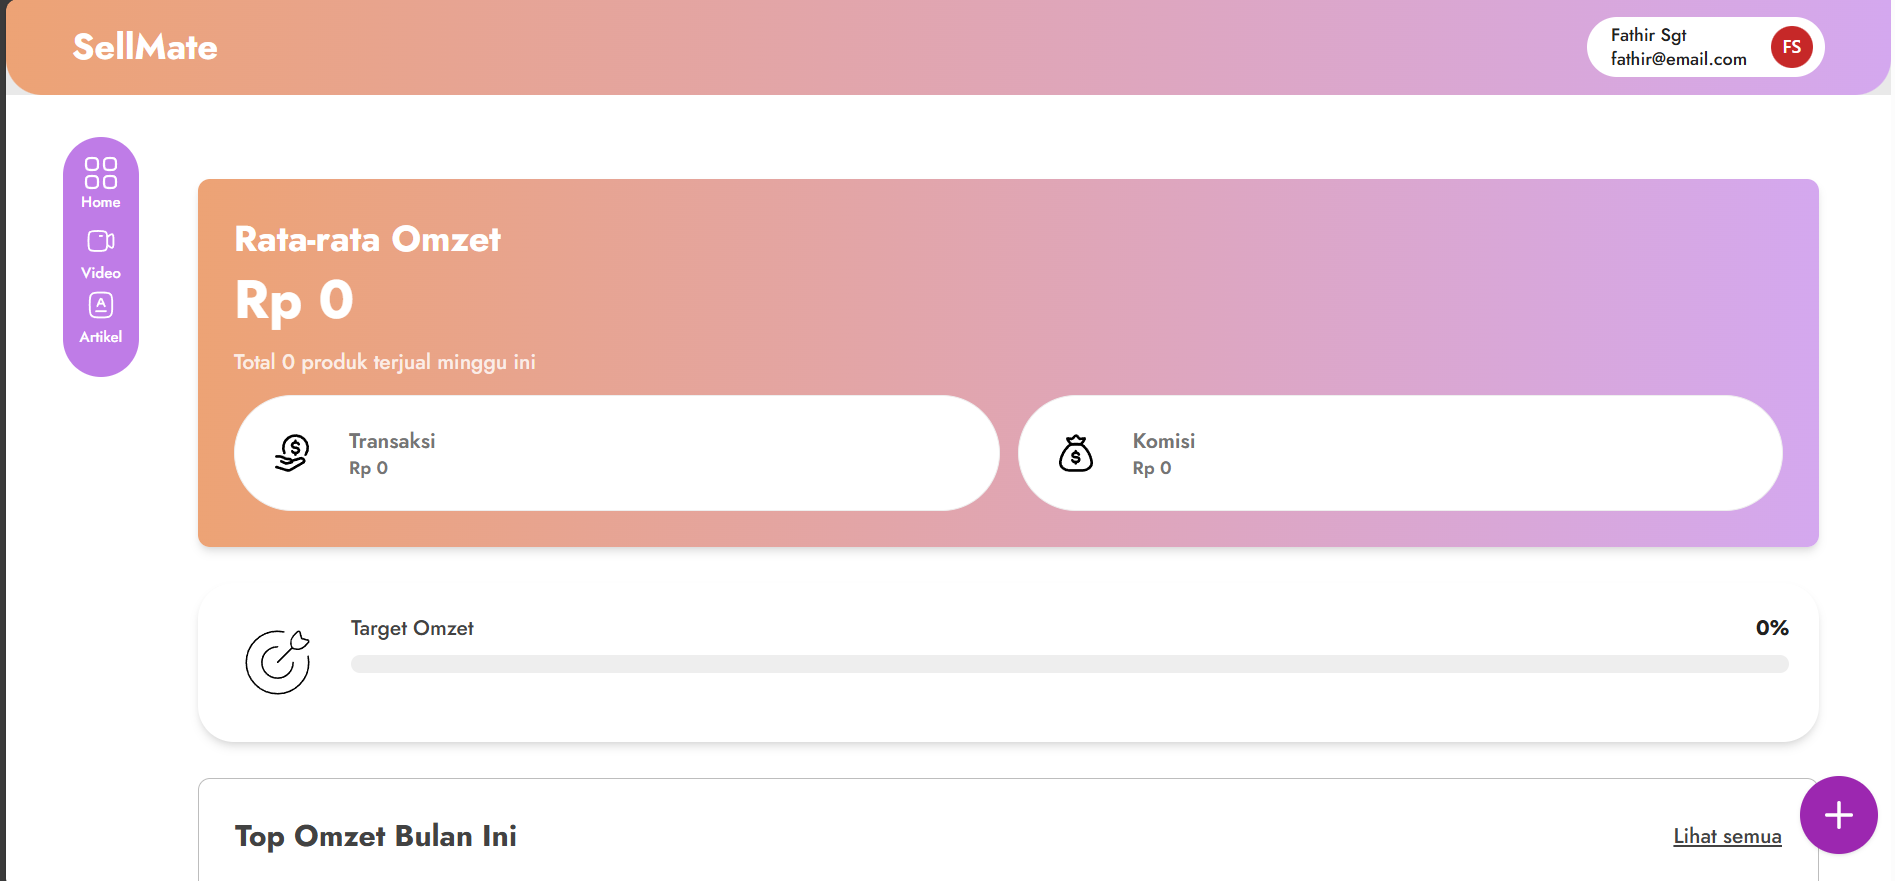 SellMate
Fathir Sgt
fathir@email.com
FS
Home
Video
A
Artikel
Rata-rata Omzet
Rp 0
Total 0 produk terjual minggu ini
$
Transaksi
Rp 0
$
Komisi
Rp 0
Target Omzet
0%
Top Omzet Bulan Ini
Lihat semua